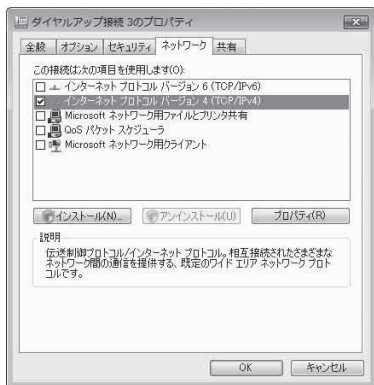 ダイヤルアップ接続 3のプロパティ
全般 オプション セキュリティ ネットワーク 共有
この接続は次の項目を使用します(O):
インターネット プロトコル バージョン 6 (TCP/IPv6)
インターネット プロトコル バージョン 4 (TCP/IPv4)
Microsoft ネットワーク用ファイルとプリンタ共有
QoS パケット スケジューラ
Microsoft ネットワーク用クライアント
インストール(N)... アンインストール(U) プロパティ(R)
説明
伝送制御プロトコル/インターネット プロトコル。相互接続されたさまざまな
ネットワーク間の通信を提供する、既定のワイド エリア ネットワーク プロト
コルです。
OK キャンセル